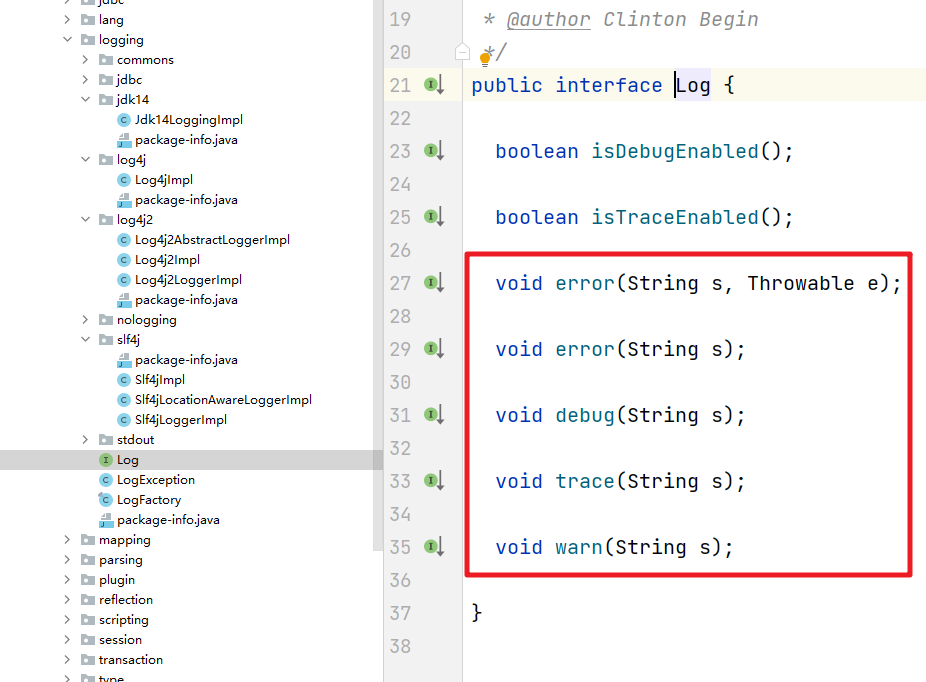 jdbc
lang
logging
commons
jdbc
jdk14
Jdk14LoggingImpl
package-info.java
log4j
Log4jImpl
package-info.java
log4j2
Log4j2AbstractLoggerImpl
Log4j2Impl
Log4j2LoggerImpl
package-info.java
nologging
slf4j
package-info.java
Slf4jImpl
Slf4jLocationAwareLoggerImpl
Slf4jLoggerImpl
stdout
Log
LogException
LogFactory
package-info.java
mapping
parsing
plugin
reflection
scripting
session
transaction
type
19 * @author Clinton Begin
20 */
21 public interface Log {
22
23 boolean isDebugEnabled();
24
25 boolean isTraceEnabled();
26
27 void error(String s, Throwable e);
28
29 void error(String s);
30
31 void debug(String s);
32
33 void trace(String s);
34
35 void warn(String s);
36
37 }
38